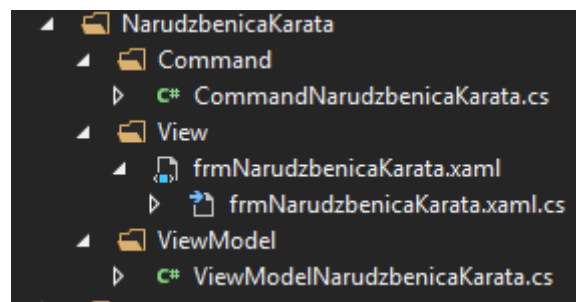 NarudzbenicaKarata
Command
C# CommandNarudzbenicaKarata.cs
View
frmNarudzbenicaKarata.xaml
frmNarudzbenicaKarata.xaml.cs
ViewModel
C# ViewModelNarudzbenicaKarata.cs